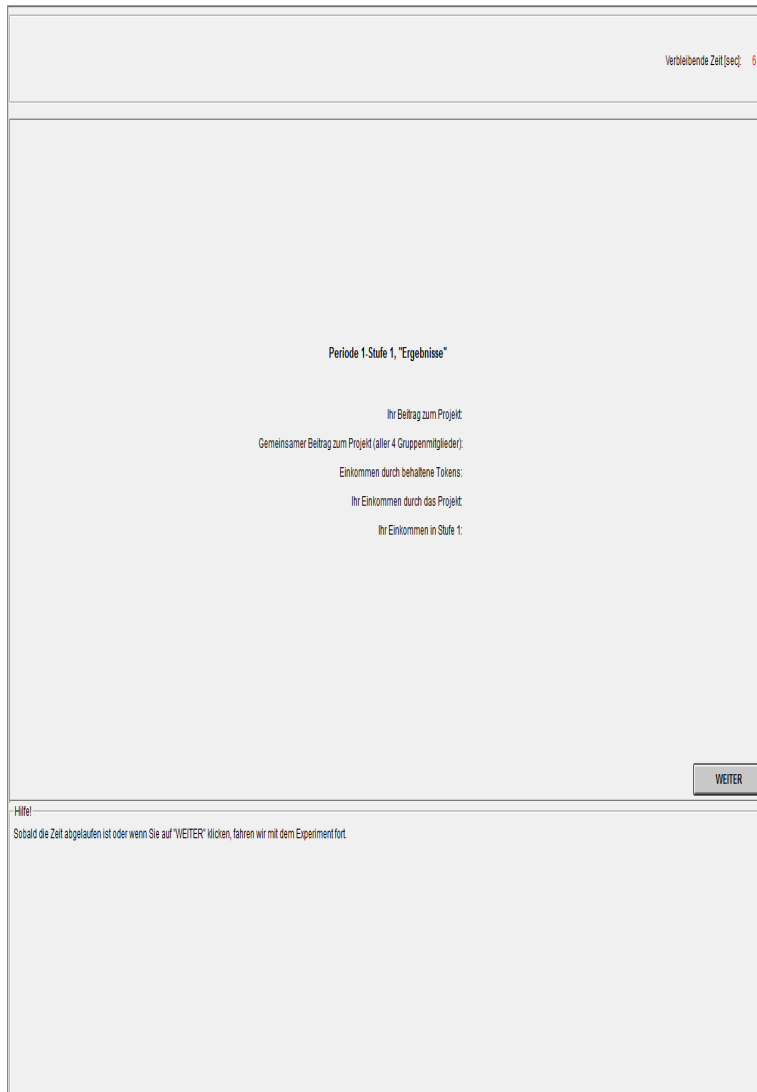 Verbleibende Zeit [sec]: 6
Periode 1-Stufe 1, "Ergebnisse"
Ihr Beitrag zum Projekt:
Gemeinsamer Beitrag zum Projekt (aller 4 Gruppenmitglieder):
Einkommen durch behaltene Tokens:
Ihr Einkommen durch das Projekt:
Ihr Einkommen in Stufe 1:
WEITER
Hilfe!
Sobald die Zeit abgelaufen ist oder wenn Sie auf "WEITER" klicken, fahren wir mit dem Experiment fort.